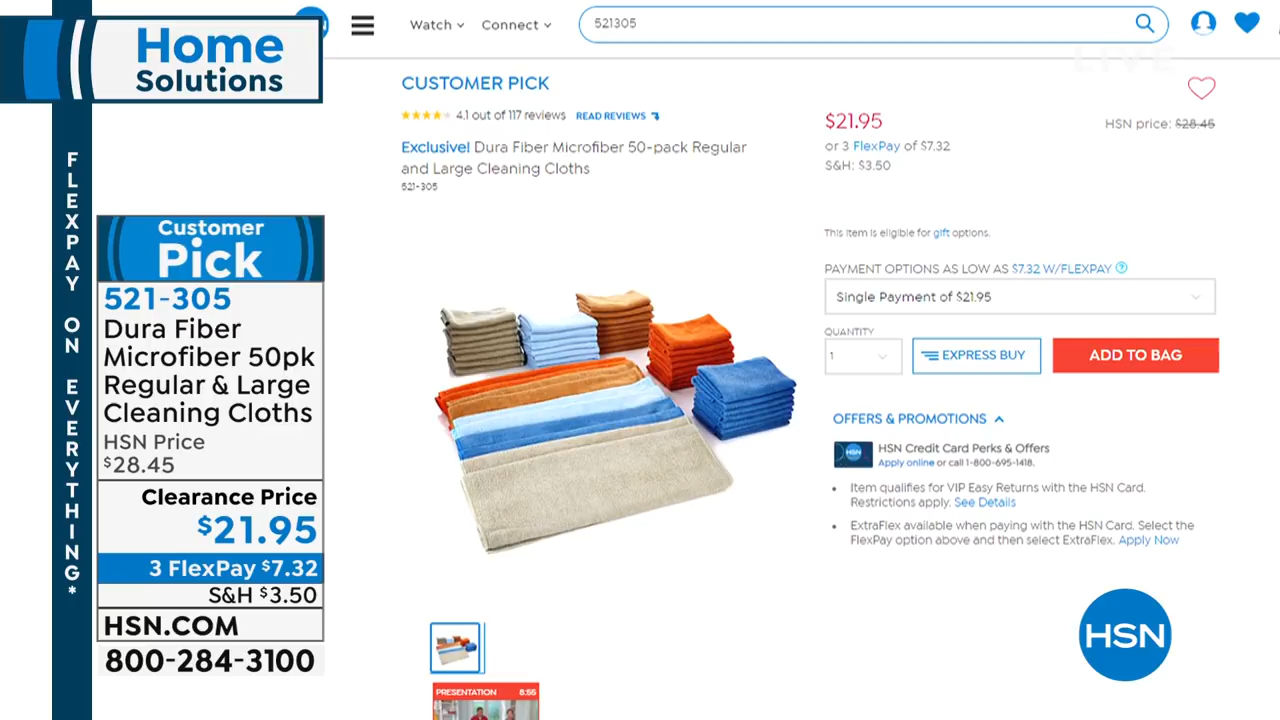 Home
Solutions
FLEXPAY ON EVERYTHING*
Customer
Pick
521-305
Dura Fiber
Microfiber 50pk
Regular & Large
Cleaning Cloths
HSN Price
$28.45
Clearance Price
$21.95
3 FlexPay $7.32
S&H $3.50
HSN.COM
800-284-3100
Watch
Connect
521305
LIVE
CUSTOMER PICK
4.1 out of 117 reviews READ REVIEWS
Exclusive! Dura Fiber Microfiber 50-pack Regular
and Large Cleaning Cloths
521-305
$21.95
HSN price: $28.45
or 3 FlexPay of $7.32
S&H: $3.50
This item is eligible for gift options.
PAYMENT OPTIONS AS LOW AS $7.32 W/FLEXPAY ?
Single Payment of $21.95
QUANTITY
1
EXPRESS BUY
ADD TO BAG
OFFERS & PROMOTIONS
HSN
HSN Credit Card Perks & Offers
Apply online or call 1-800-695-1418.
• Item qualifies for VIP Easy Returns with the HSN Card.
Restrictions apply. See Details
• ExtraFlex available when paying with the HSN Card. Select the
FlexPay option above and then select ExtraFlex. Apply Now
HSN
PRESENTATION 8:55